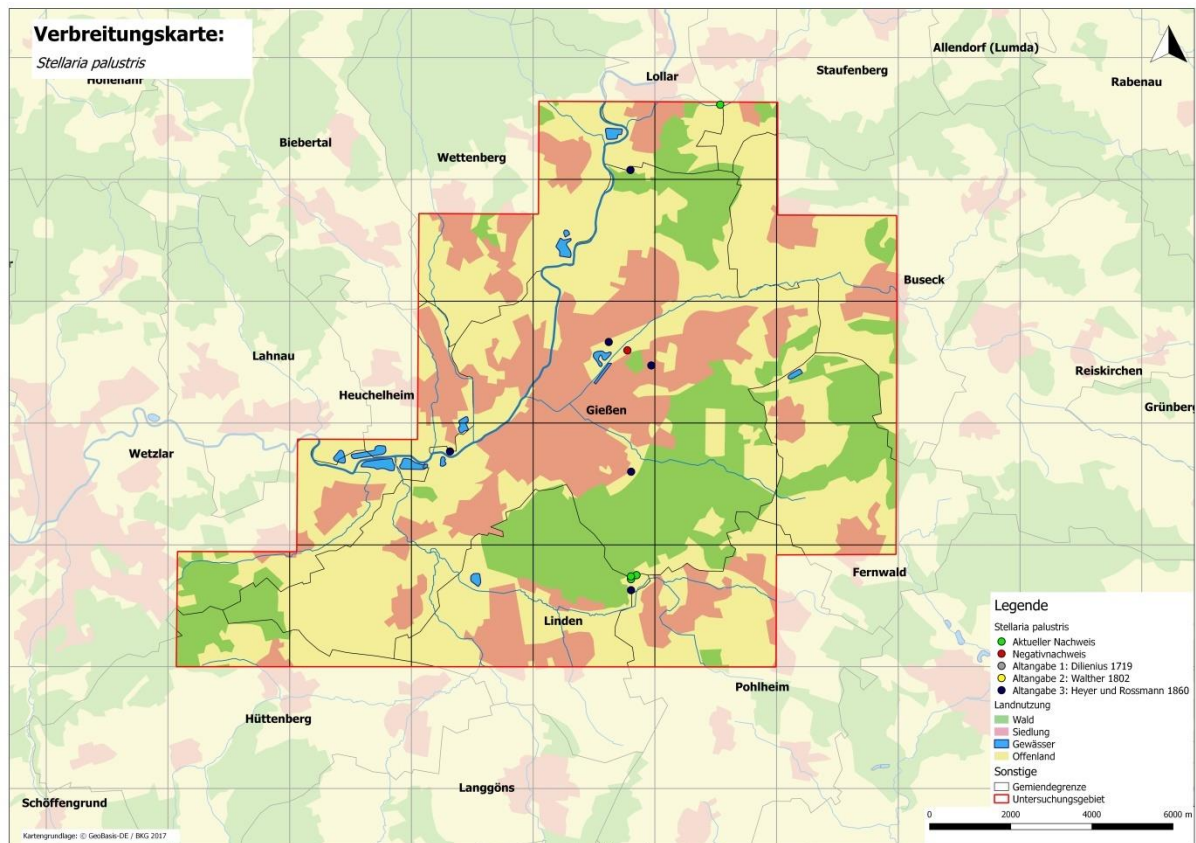 Verbreitungskarte:
Stellaria palustris
Hohenahr
Allendorf (Lumda)
Lollar
Staufenberg
Rabenau
Biebertal
Wettenberg
Buseck
Lahnau
Heuchelheim
Reiskirchen
Gießen
Grünberg
Wetzlar
Fernwald
Linden
Pohlheim
Hüttenberg
Langgöns
Schöffengrund
Legende
Stellaria palustris
Aktueller Nachweis
Negativnachweis
Altangabe 1: Dilienius 1719
Altangabe 2: Walther 1802
Altangabe 3: Heyer und Rossmann 1860
Landnutzung
Wald
Siedlung
Gewässer
Offenland
Sonstige
Gemiendegrenze
Untersuchungsgebiet
0 2000 4000 6000 m
Kartengrundlage: © GeoBasis-DE / BKG 2017